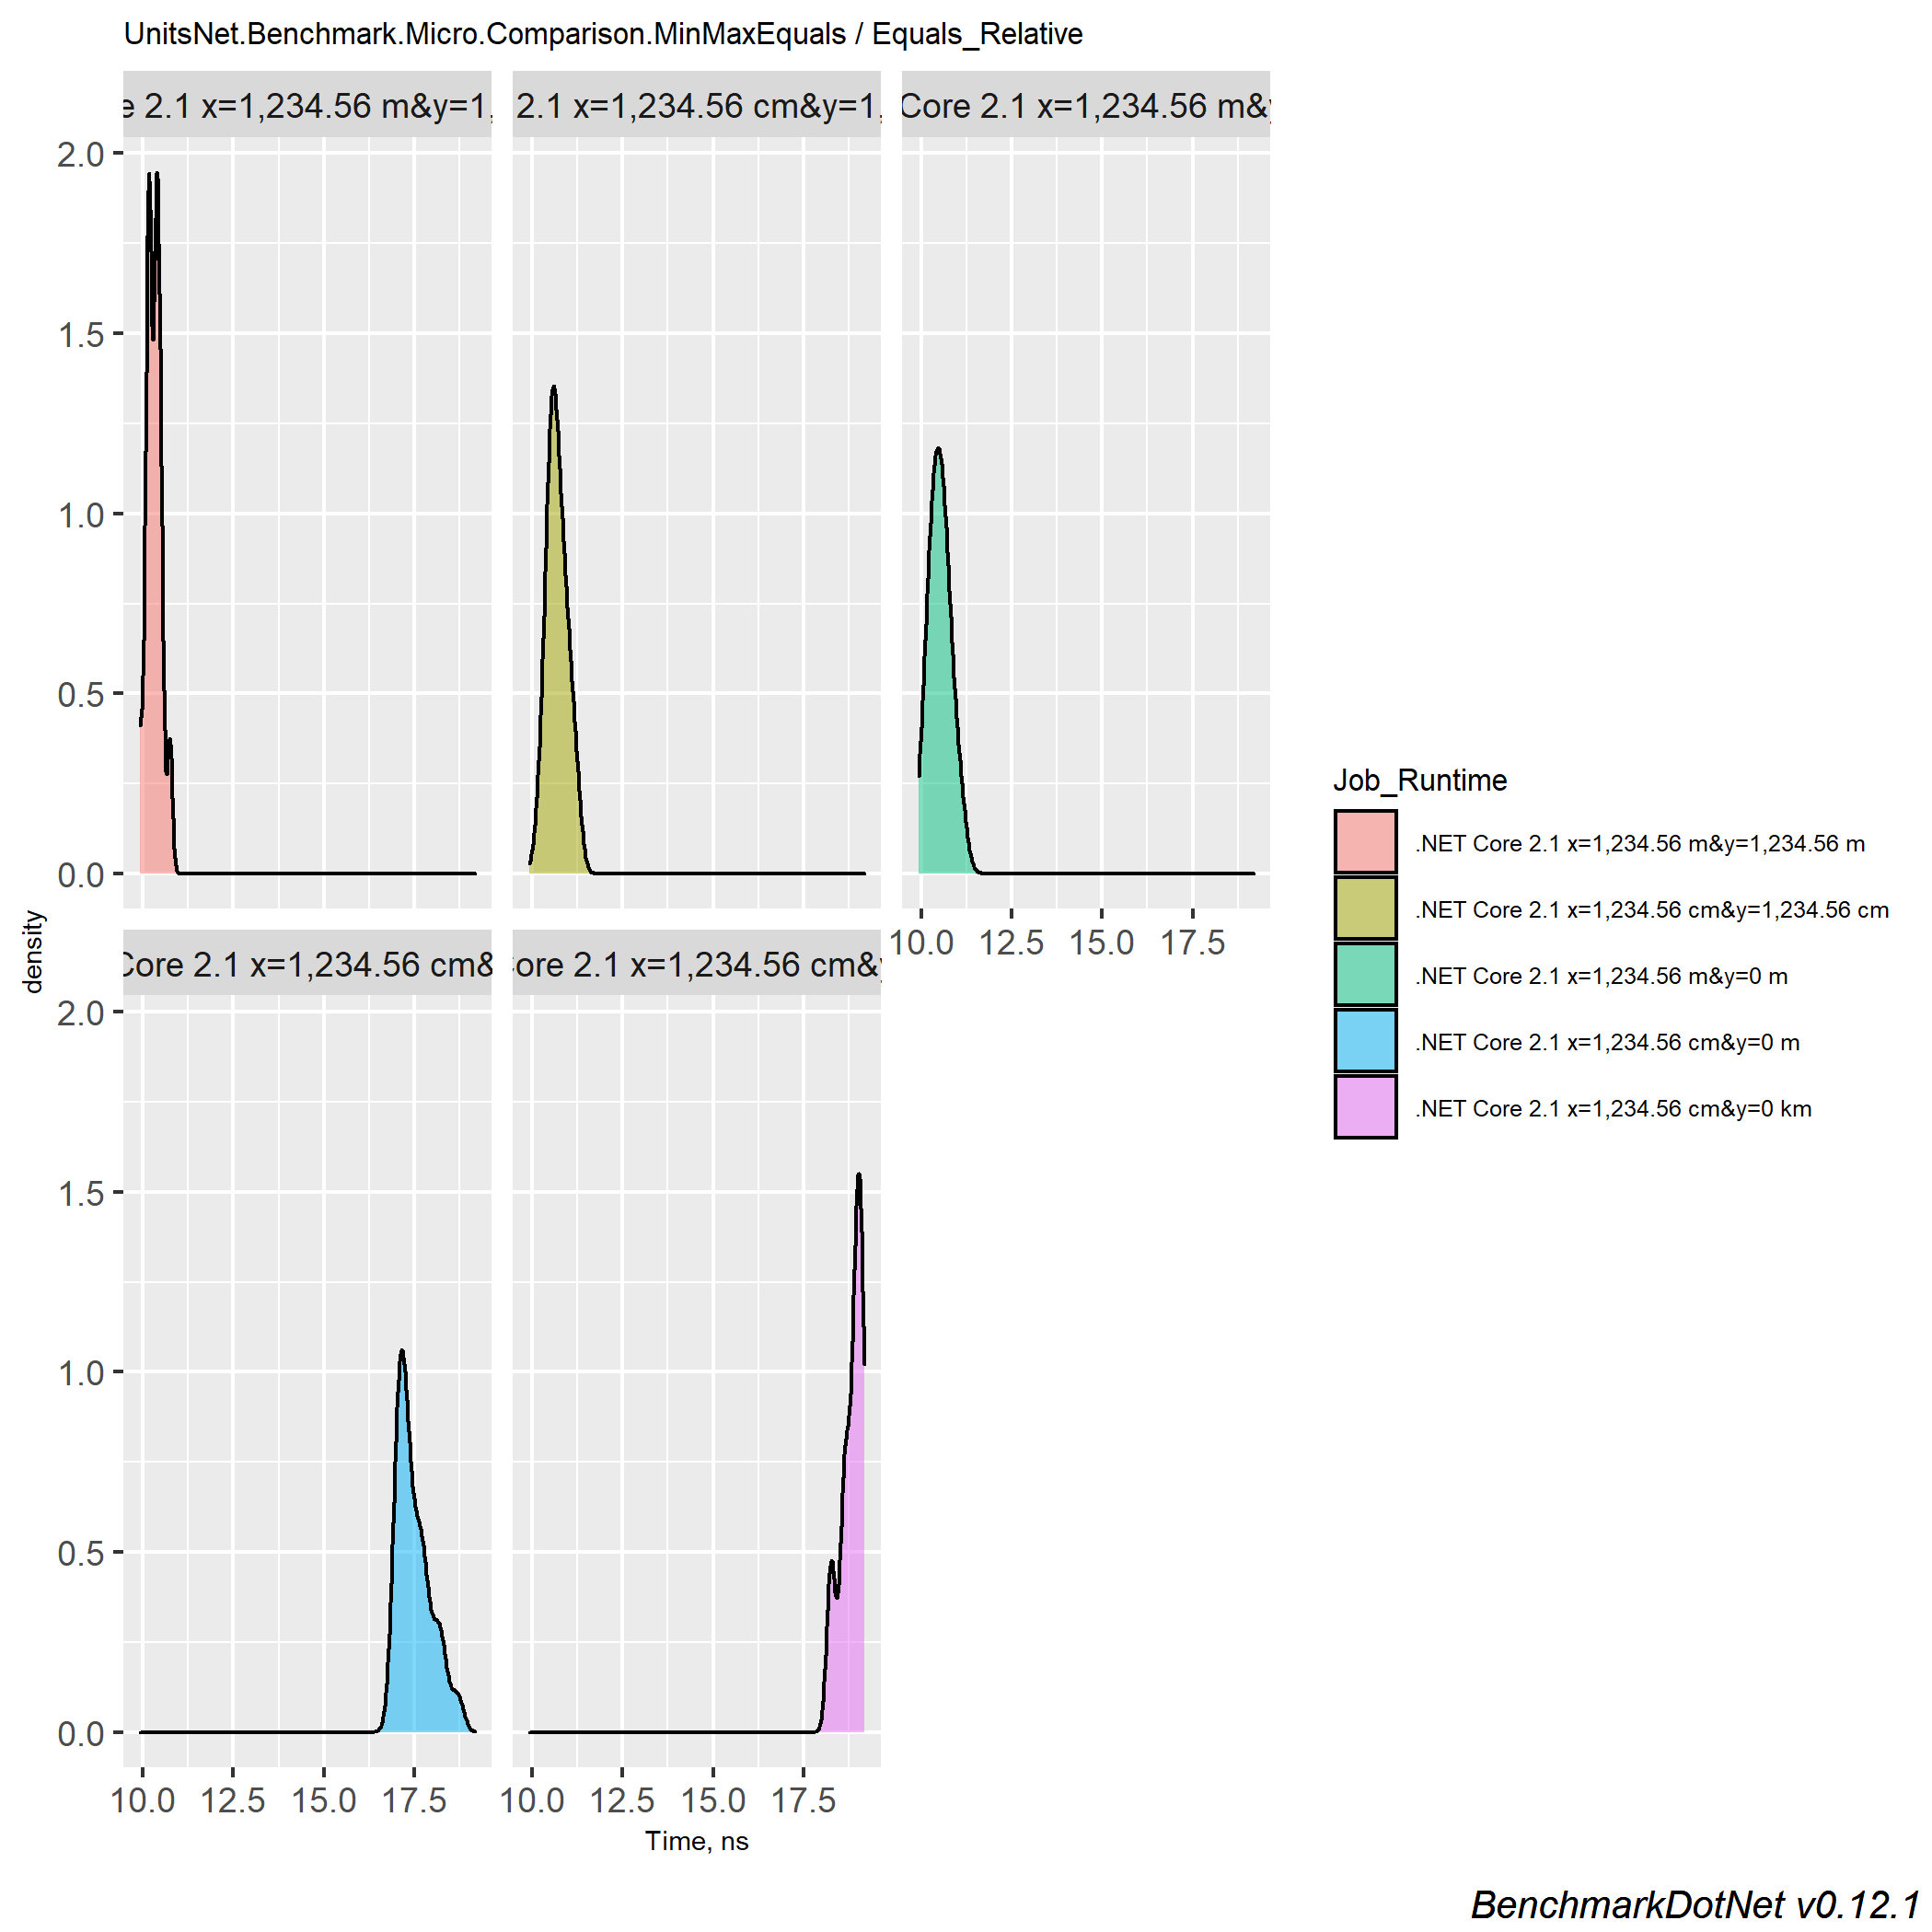 UnitsNet.Benchmark.Micro.Comparison.MinMaxEquals / Equals_Relative
e 2.1 x=1,234.56 m&y=1,
2.1 x=1,234.56 cm&y=1,
Core 2.1 x=1,234.56 m&y
2.0
1.5
1.0
0.5
0.0
10.0 12.5 15.0 17.5
density
Core 2.1 x=1,234.56 cm&
Core 2.1 x=1,234.56 cm&y
2.0
1.5
1.0
0.5
0.0
10.0 12.5 15.0 17.5
10.0 12.5 15.0 17.5
Time, ns
Job_Runtime
.NET Core 2.1 x=1,234.56 m&y=1,234.56 m
.NET Core 2.1 x=1,234.56 cm&y=1,234.56 cm
.NET Core 2.1 x=1,234.56 m&y=0 m
.NET Core 2.1 x=1,234.56 cm&y=0 m
.NET Core 2.1 x=1,234.56 cm&y=0 km
BenchmarkDotNet v0.12.1